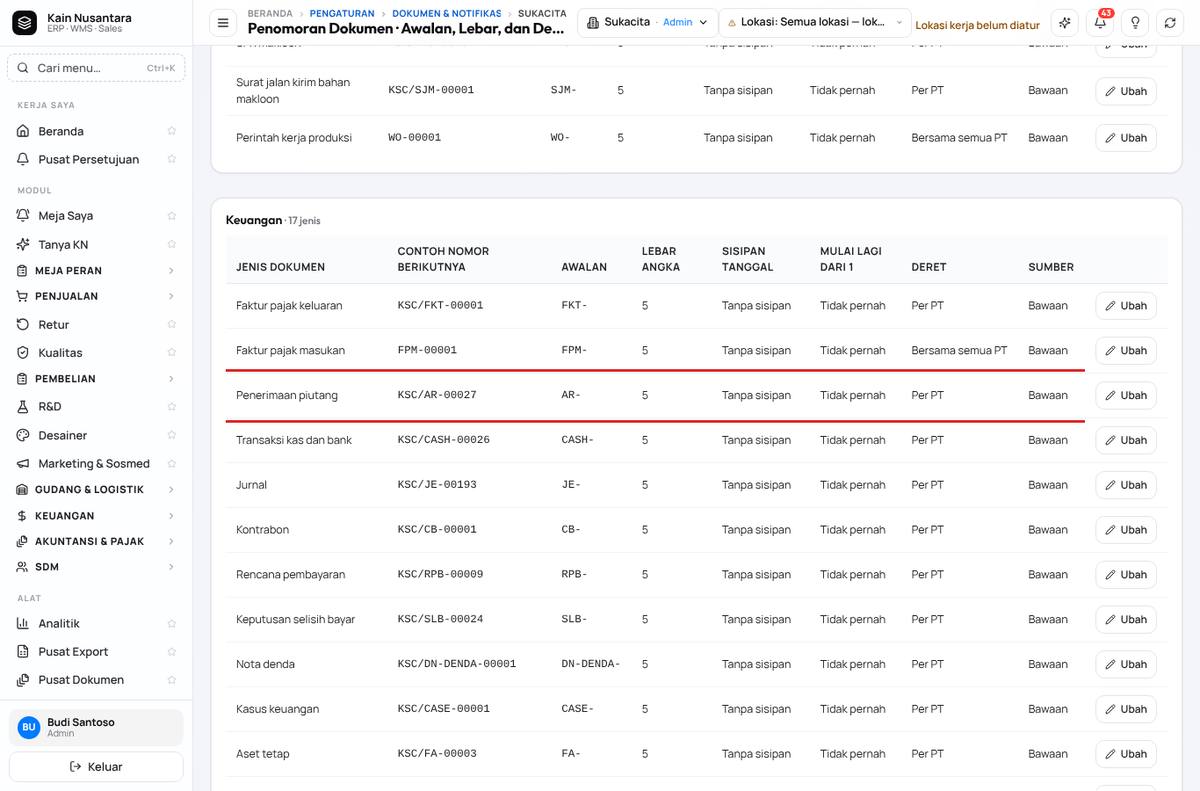 Kain Nusantara
ERP · WMS · Sales
Cari menu... Ctrl+K
KERJA SAYA
Beranda
Pusat Persetujuan
MODUL
Meja Saya
Tanya KN
MEJA PERAN
PENJUALAN
Retur
Kualitas
PEMBELIAN
R&D
Desainer
Marketing & Sosmed
GUDANG & LOGISTIK
KEUANGAN
AKUNTANSI & PAJAK
SDM
ALAT
Analitik
Pusat Export
Pusat Dokumen
BU Budi Santoso
Admin
Keluar
BERANDA > PENGATURAN > DOKUMEN & NOTIFIKAS > SUKACITA
Penomoran Dokumen · Awalan, Lebar, dan De...
Sukacita · Admin
Lokasi: Semua lokasi — lok...
Lokasi kerja belum diatur
43
Surat jalan kirim bahan makloon KSC/SJM-00001 SJM- 5 Tanpa sisipan Tidak pernah Per PT Bawaan Ubah
Perintah kerja produksi WO-00001 WO- 5 Tanpa sisipan Tidak pernah Bersama semua PT Bawaan Ubah
Keuangan · 17 jenis
JENIS DOKUMEN CONTOH NOMOR BERIKUTNYA AWALAN LEBAR ANGKA SISIPAN TANGGAL MULAI LAGI DARI 1 DERET SUMBER
Faktur pajak keluaran KSC/FKT-00001 FKT- 5 Tanpa sisipan Tidak pernah Per PT Bawaan Ubah
Faktur pajak masukan FPM-00001 FPM- 5 Tanpa sisipan Tidak pernah Bersama semua PT Bawaan Ubah
Penerimaan piutang KSC/AR-00027 AR- 5 Tanpa sisipan Tidak pernah Per PT Bawaan Ubah
Transaksi kas dan bank KSC/CASH-00026 CASH- 5 Tanpa sisipan Tidak pernah Per PT Bawaan Ubah
Jurnal KSC/JE-00193 JE- 5 Tanpa sisipan Tidak pernah Per PT Bawaan Ubah
Kontrabon KSC/CB-00001 CB- 5 Tanpa sisipan Tidak pernah Per PT Bawaan Ubah
Rencana pembayaran KSC/RPB-00009 RPB- 5 Tanpa sisipan Tidak pernah Per PT Bawaan Ubah
Keputusan selisih bayar KSC/SLB-00024 SLB- 5 Tanpa sisipan Tidak pernah Per PT Bawaan Ubah
Nota denda KSC/DN-DENDA-00001 DN-DENDA- 5 Tanpa sisipan Tidak pernah Per PT Bawaan Ubah
Kasus keuangan KSC/CASE-00001 CASE- 5 Tanpa sisipan Tidak pernah Per PT Bawaan Ubah
Aset tetap KSC/FA-00003 FA- 5 Tanpa sisipan Tidak pernah Per PT Bawaan Ubah